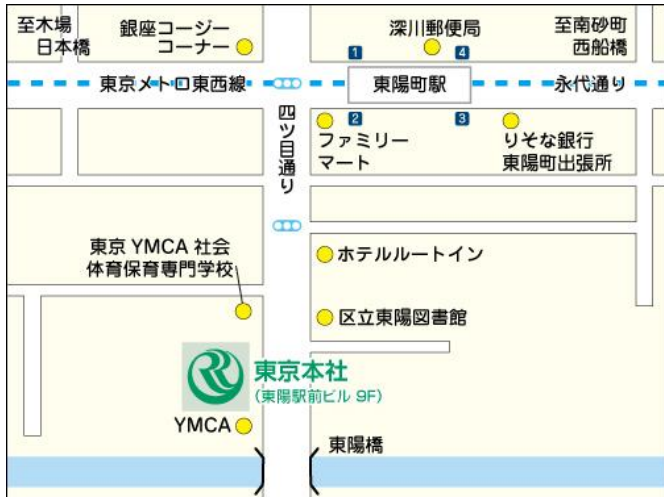 至木場
日本橋
銀座コージー
コーナー
深川郵便局
至南砂町
西船橋
1
4
東京メトロ東西線
東陽町駅
永代通り
2
3
四ツ目通り
ファミリー
マート
りそな銀行
東陽町出張所
東京 YMCA 社会
体育保育専門学校
ホテルルートイン
区立東陽図書館
東京本社
(東陽駅前ビル 9F)
YMCA
東陽橋